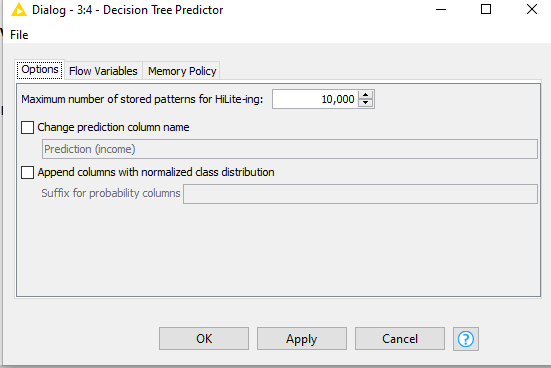 Dialog - 3:4 - Decision Tree Predictor
File
Options Flow Variables Memory Policy
Maximum number of stored patterns for HiLite-ing: 10,000
Change prediction column name
Prediction (income)
Append columns with normalized class distribution
Suffix for probability columns
OK Apply Cancel ?